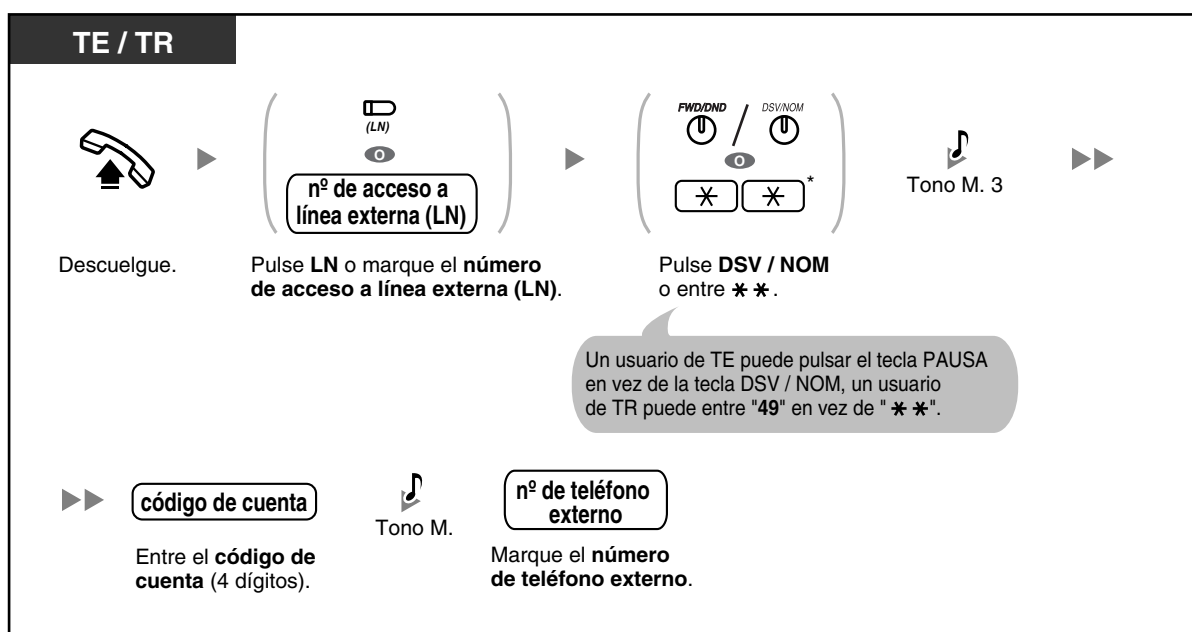 TE / TR
(LN)
O
nº de acceso a
línea externa (LN)
FWD/DND / DSV/NOM
O
* * *
Tono M. 3
Descuelgue.
Pulse LN o marque el número
de acceso a línea externa (LN).
Pulse DSV / NOM
o entre * *.
Un usuario de TE puede pulsar el tecla PAUSA
en vez de la tecla DSV / NOM, un usuario
de TR puede entre "49" en vez de " * *".
código de cuenta
Entre el código de
cuenta (4 dígitos).
Tono M.
nº de teléfono
externo
Marque el número
de teléfono externo.